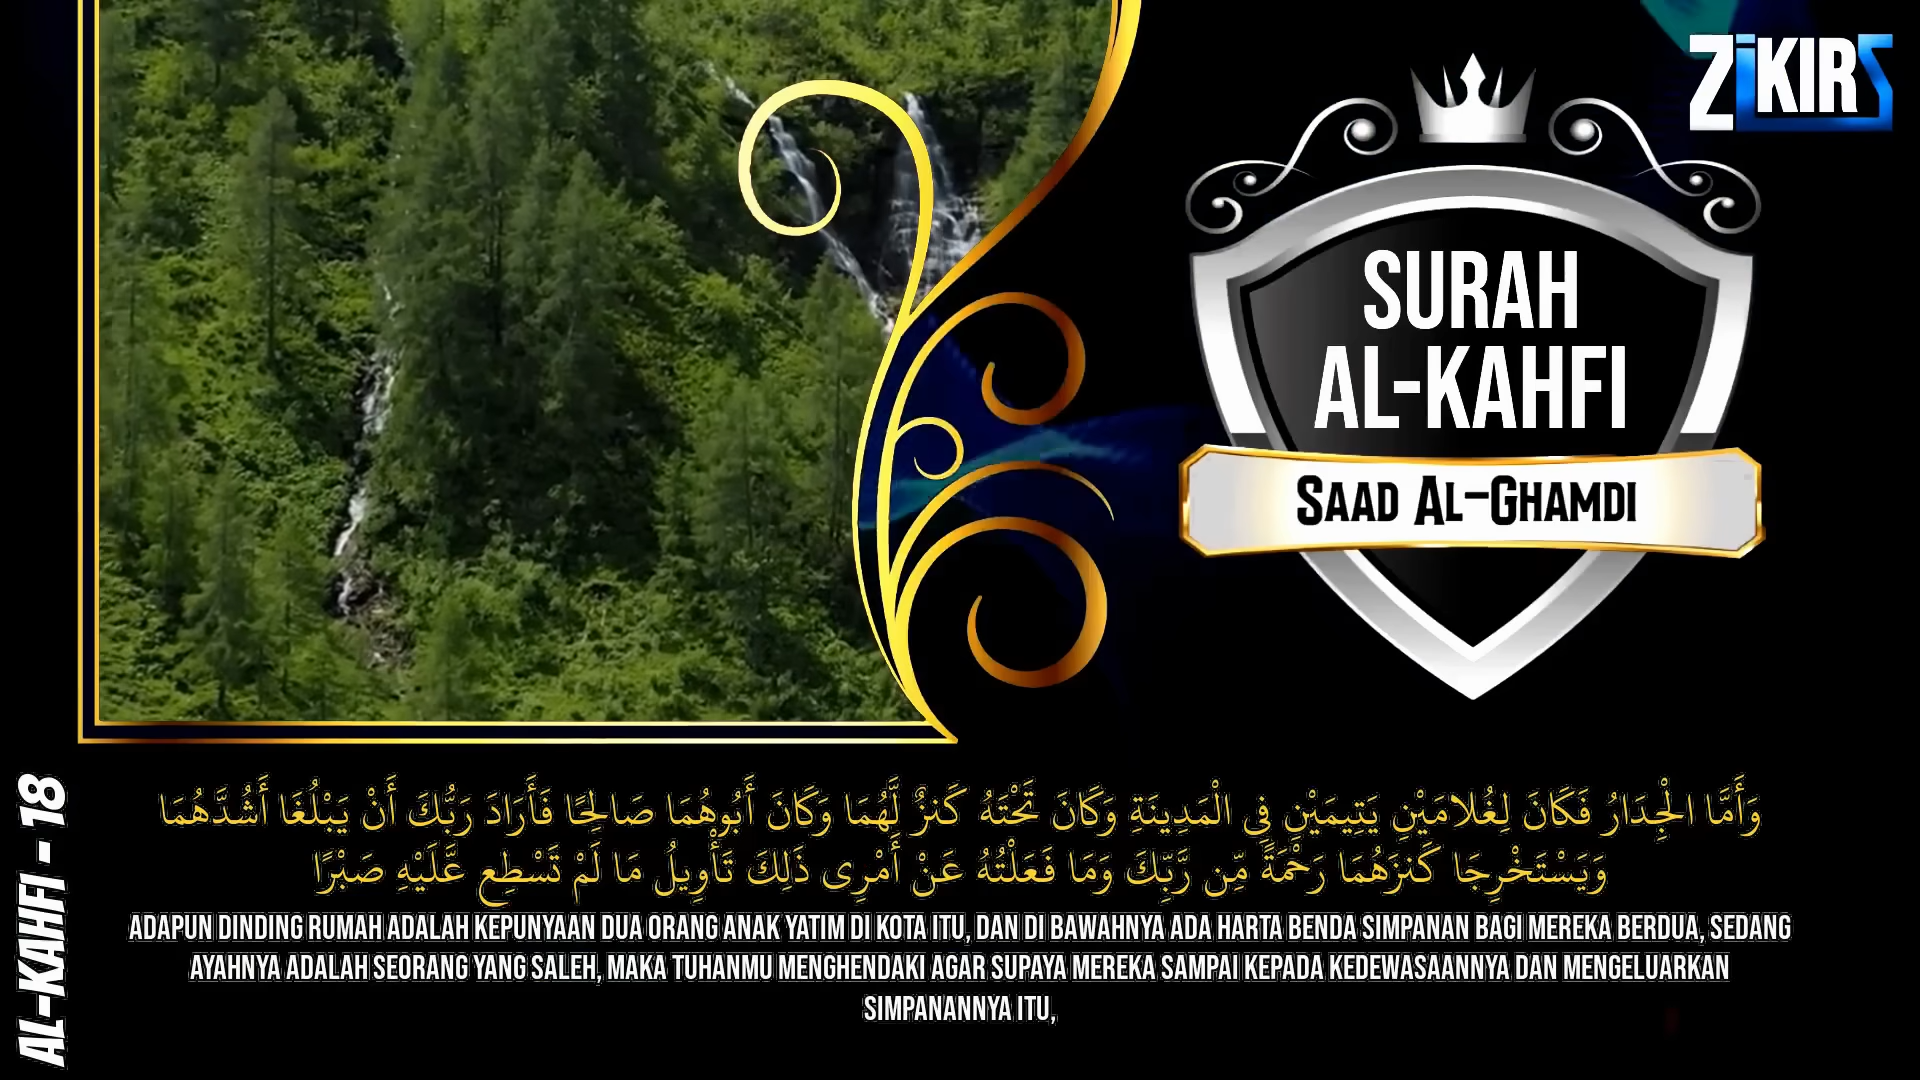 ZiKIRS
SURAH
AL-KAHFI
SAAD AL-GHAMDI
وَأَمَّا الْجِدَارُ فَكَانَ لِغُلامَيْنِ يَتِيمَيْنِ فِي الْمَدِينَةِ وَكَانَ تَحْتَهُ كَنزٌ لَّهُمَا وَكَانَ أَبُوهُمَا صَالِحًا فَأَرَادَ رَبُّكَ أَنْ يَبْلُغَا أَشُدَّهُمَا
وَيَسْتَخْرِجَا كَنزَهُمَا رَحْمَةً مِّن رَّبِّكَ وَمَا فَعَلْتُهُ عَنْ أَمْرِى ذَلِكَ تَأْوِيلُ مَا لَمْ تَسْطِع عَّلَيْهِ صَبْرًا
ADAPUN DINDING RUMAH ADALAH KEPUNYAAN DUA ORANG ANAK YATIM DI KOTA ITU, DAN DI BAWAHNYA ADA HARTA BENDA SIMPANAN BAGI MEREKA BERDUA, SEDANG
AYAHNYA ADALAH SEORANG YANG SALEH, MAKA TUHANMU MENGHENDAKI AGAR SUPAYA MEREKA SAMPAI KEPADA KEDEWASAANNYA DAN MENGELUARKAN
SIMPANANNYA ITU,
AL-KAHFI - 18